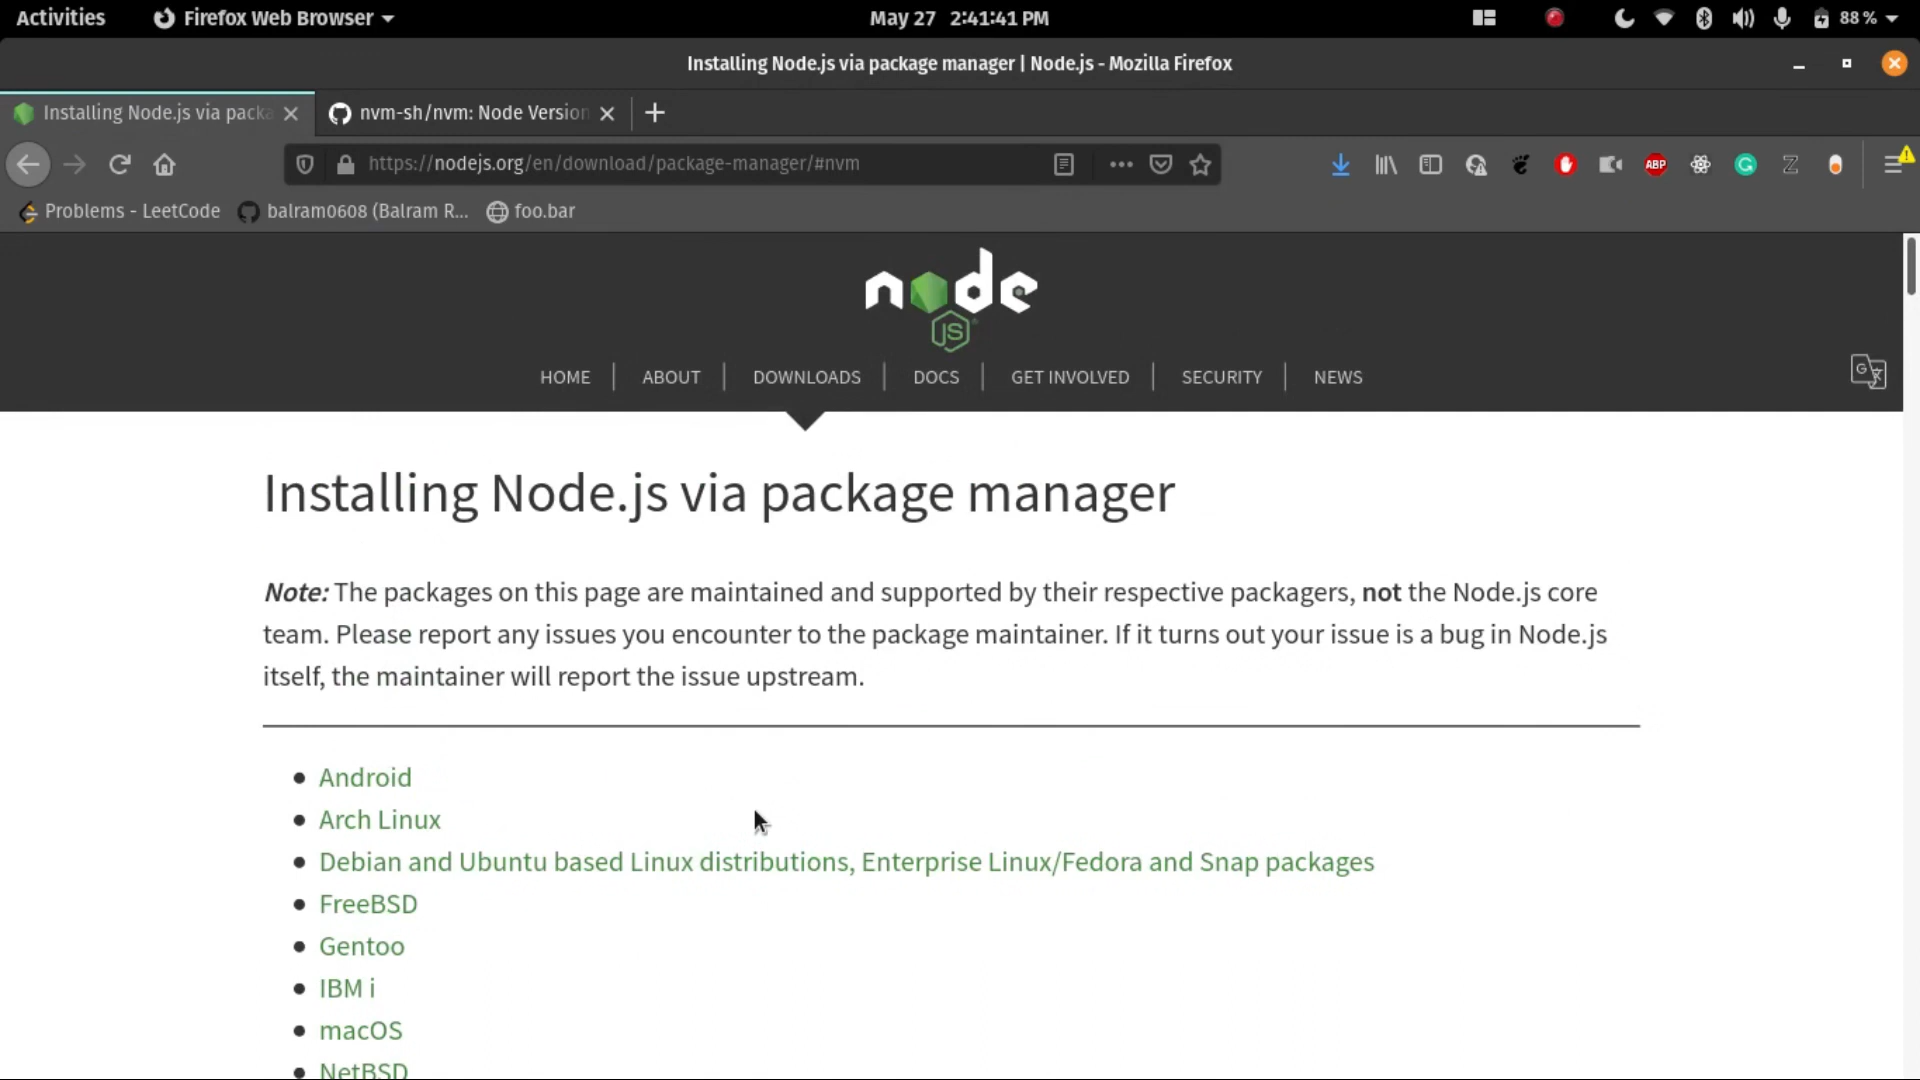 Activities
Firefox Web Browser
May 27 2:41:41 PM
88 %
Installing Node.js via package manager | Node.js - Mozilla Firefox
Installing Node.js via packa
nvm-sh/nvm: Node Version
https://nodejs.org/en/download/package-manager/#nvm
ABP
Problems - LeetCode
balram0608 (Balram R...
foo.bar
node
JS
HOME
ABOUT
DOWNLOADS
DOCS
GET INVOLVED
SECURITY
NEWS
Installing Node.js via package manager
Note: The packages on this page are maintained and supported by their respective packagers, not the Node.js core
team. Please report any issues you encounter to the package maintainer. If it turns out your issue is a bug in Node.js
itself, the maintainer will report the issue upstream.
Android
Arch Linux
Debian and Ubuntu based Linux distributions, Enterprise Linux/Fedora and Snap packages
FreeBSD
Gentoo
IBM i
macOS
NetBSD